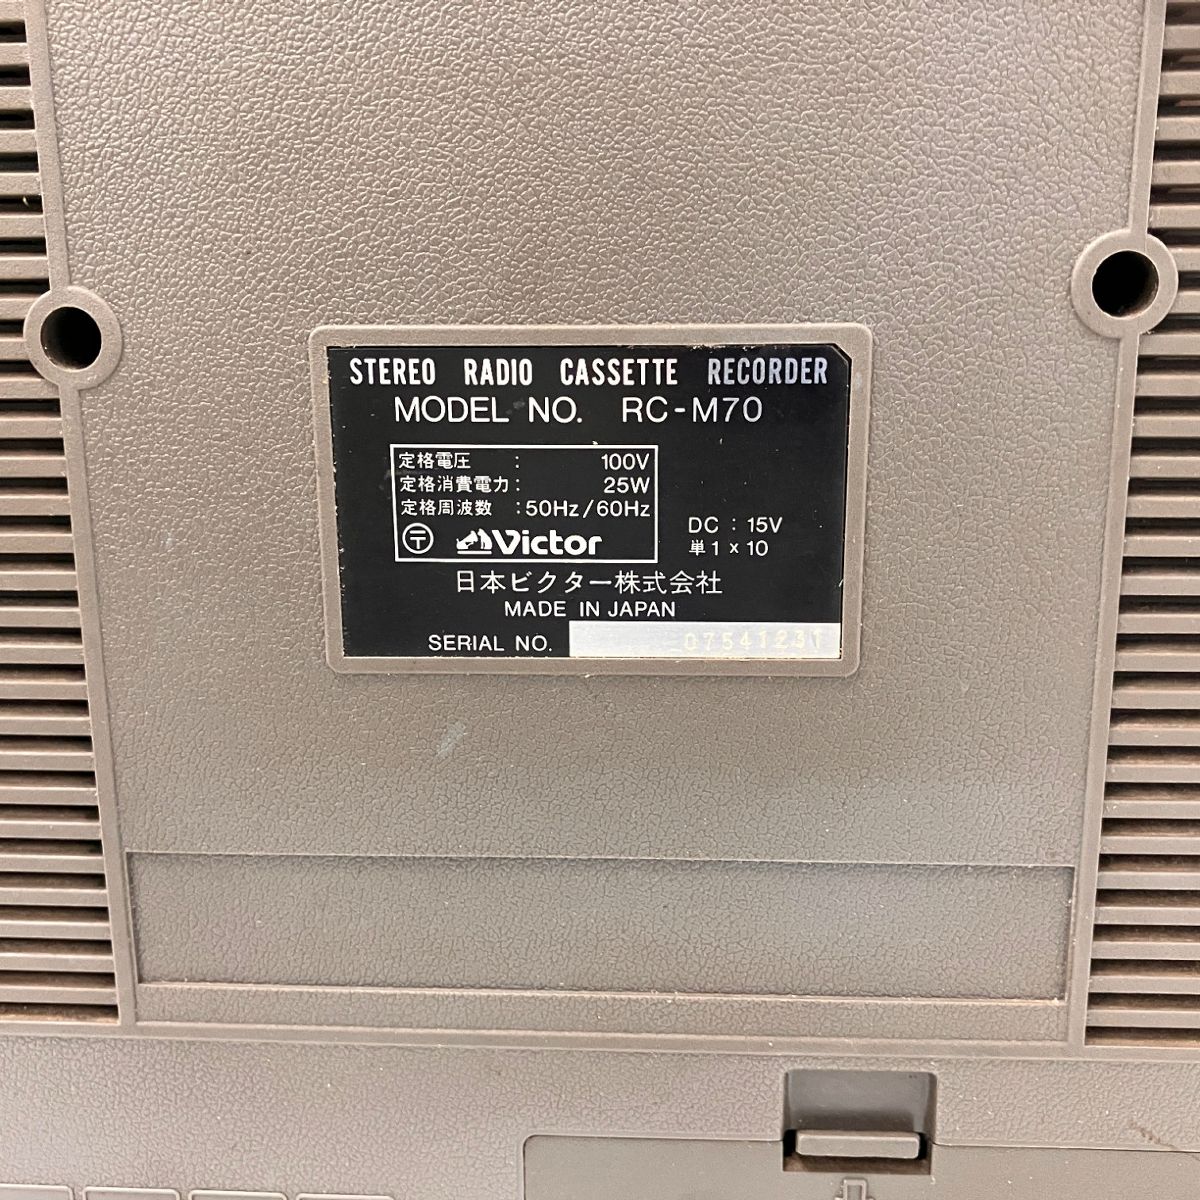 STEREO RADIO CASSETTE RECORDER
MODEL NO. RC-M70
定格電圧 : 100V
定格消費電力 : 25W
定格周波数 : 50Hz/60Hz
〒 Victor
DC : 15V
単1 x 10
日本ビクター株式会社
MADE IN JAPAN
SERIAL NO. 07541231